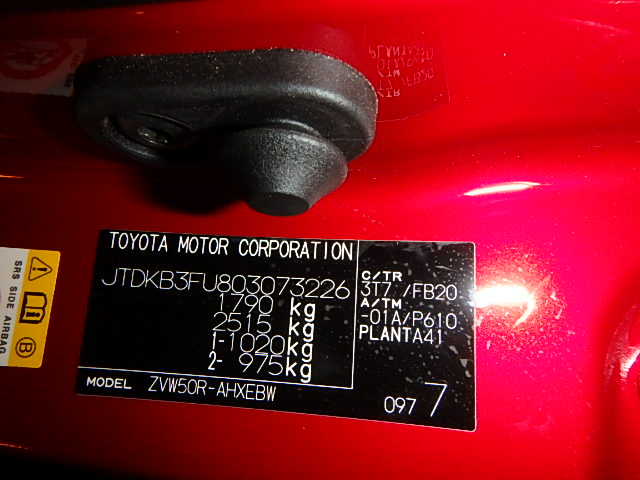 TOYOTA MOTOR CORPORATION
JTDKB3FU803073226
1790 kg
2515 kg
1-1020kg
2- 975kg
MODEL ZVW50R-AHXEBW
C/TR
3T7 /FB20
A/TM
-01A/P610
PLANTA41
097 7
SRS SIDE AIRBAG
B